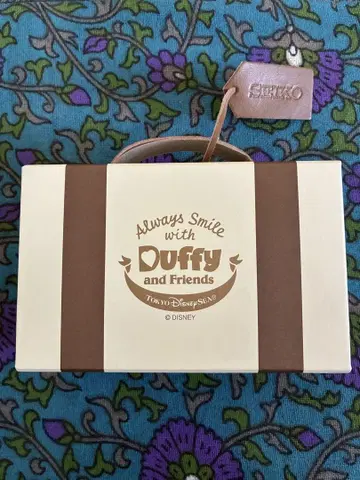 SEIKO
Always Smile
with
Duffy
and Friends
TOKYO DisneySEA®
© DISNEY